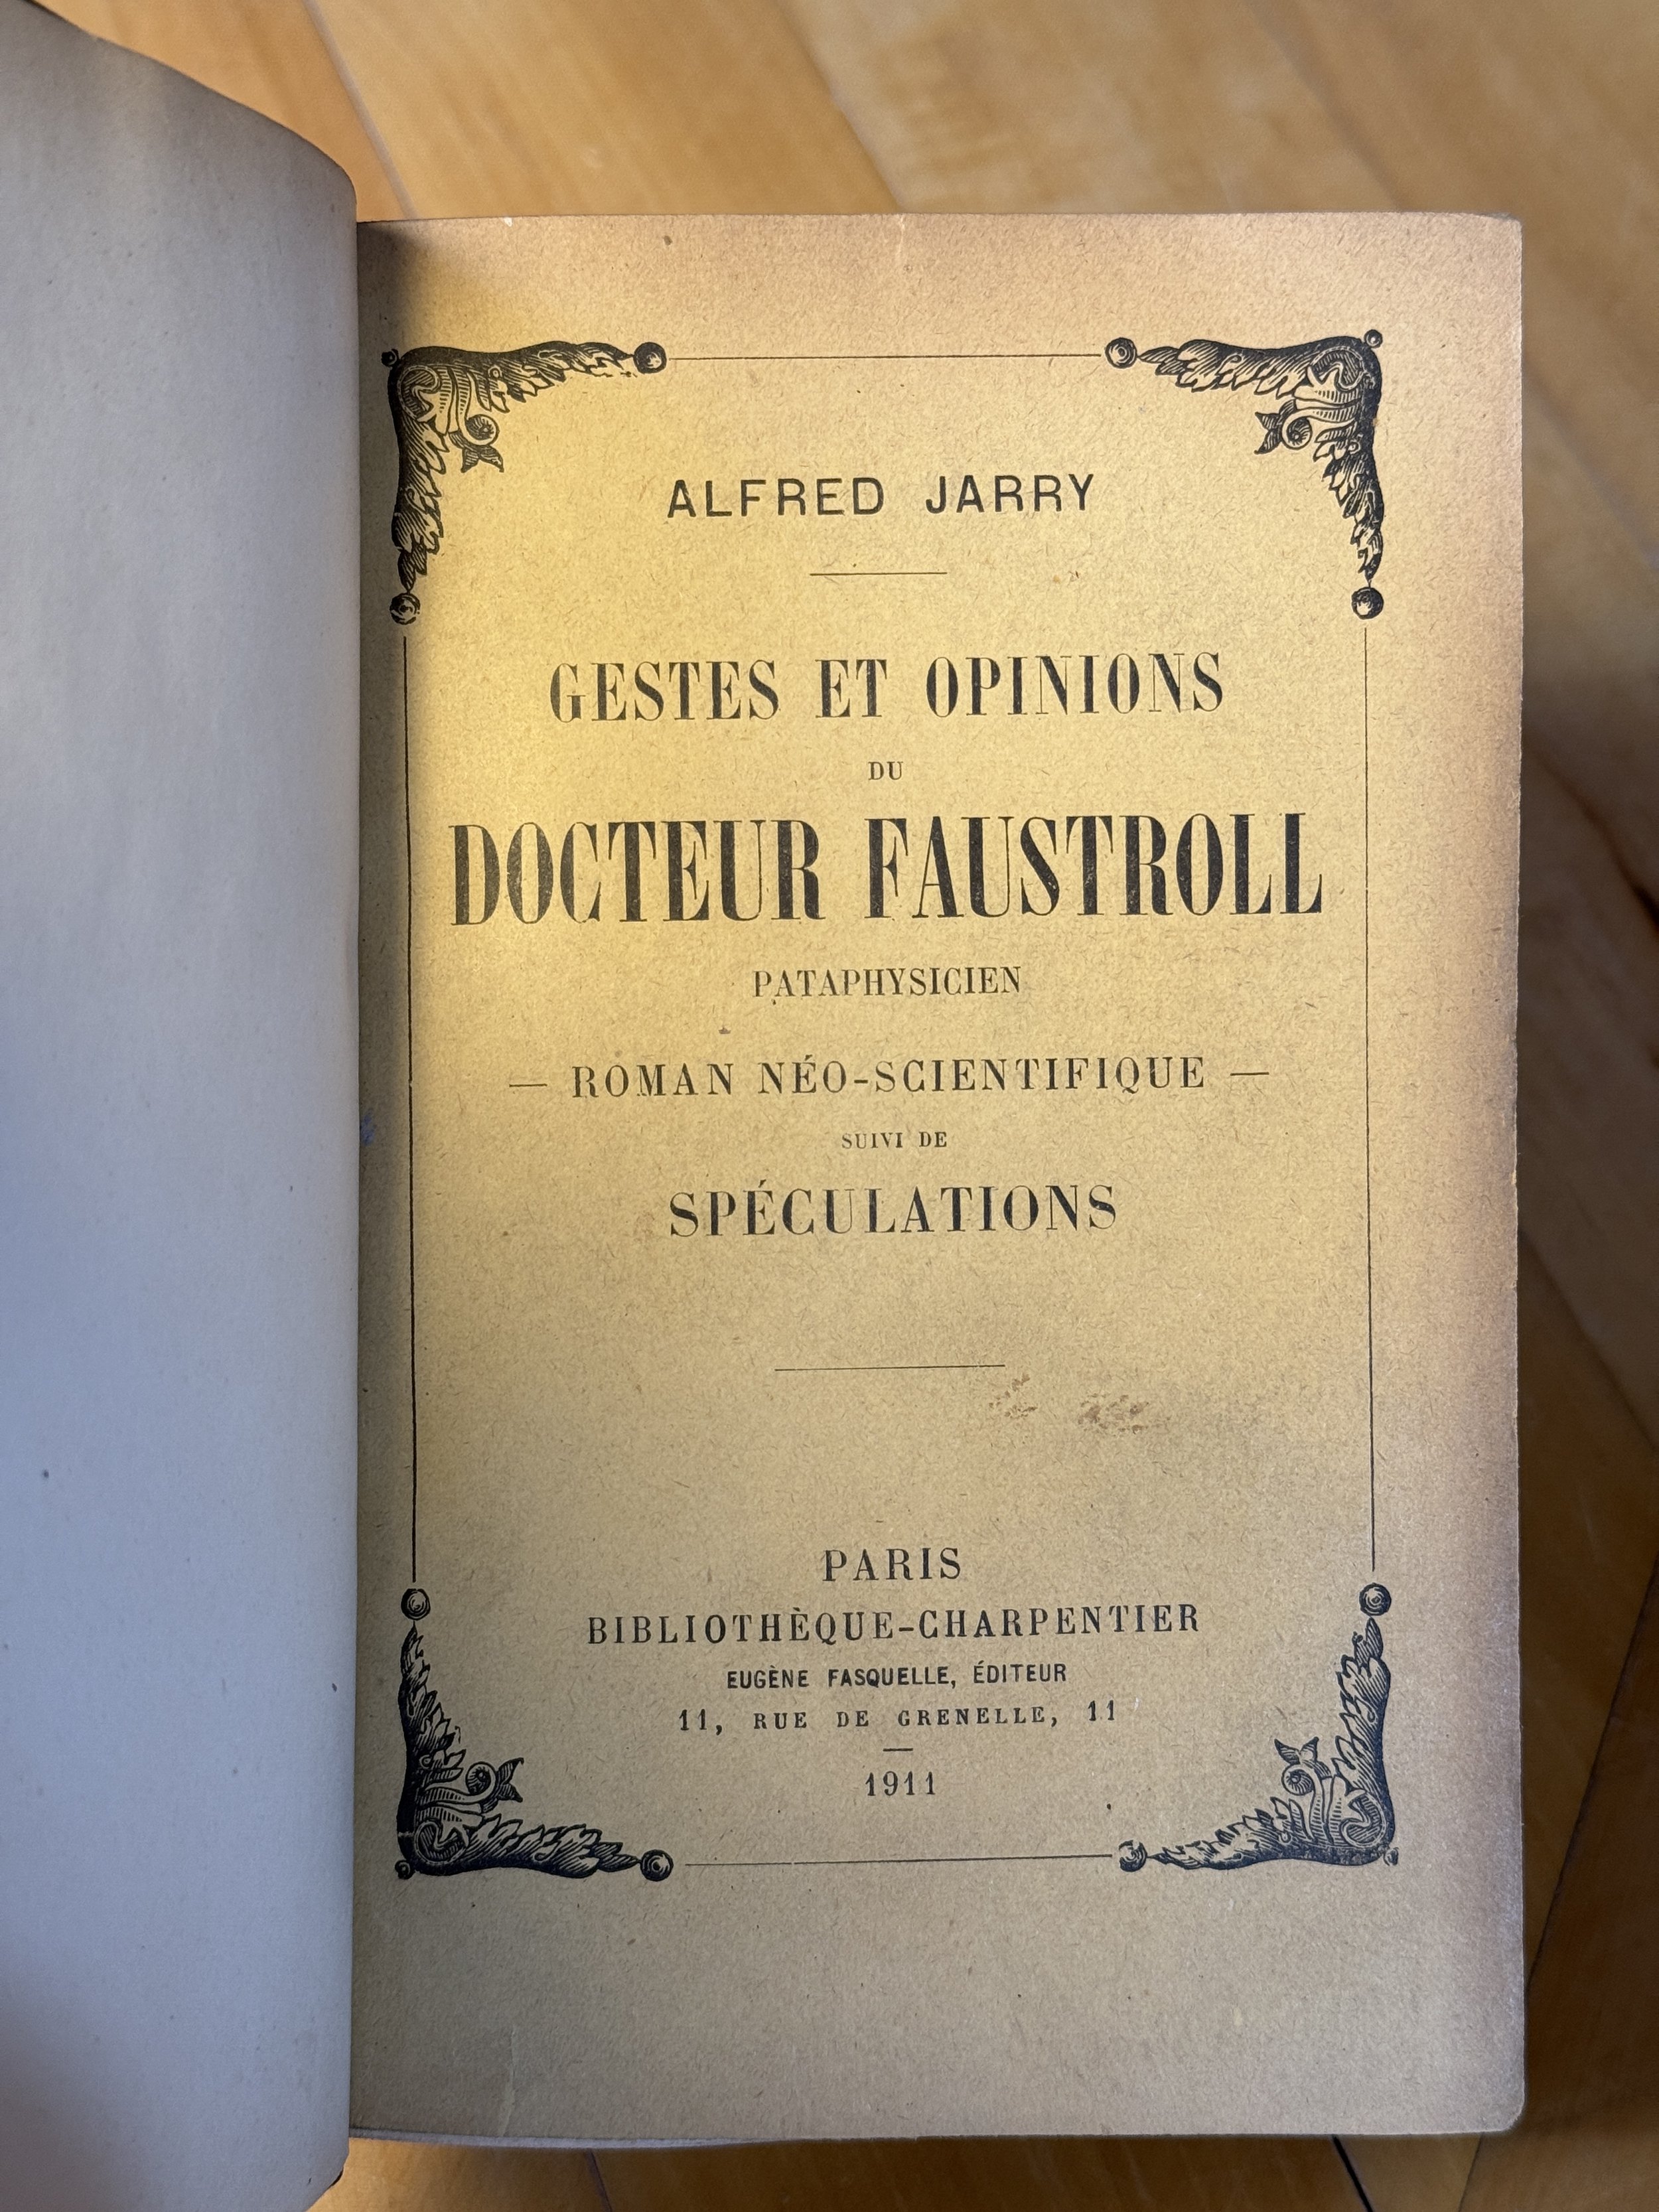 ALFRED JARRY
GESTES ET OPINIONS
DU
DOCTEUR FAUSTROLL
PATAPHYSICIEN
— ROMAN NÉO-SCIENTIFIQUE —
SUIVI DE
SPÉCULATIONS
PARIS
BIBLIOTHÈQUE-CHARPENTIER
EUGÈNE FASQUELLE, ÉDITEUR
11, RUE DE GRENELLE, 11
1911